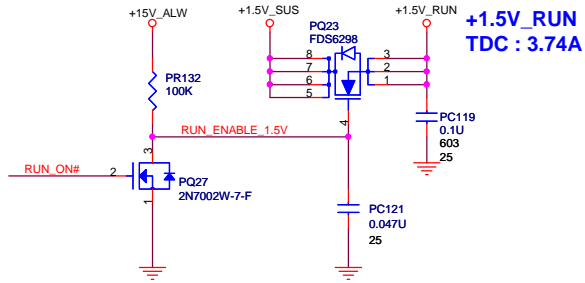 +15V_ALW
+1.5V_SUS
+1.5V_RUN
+1.5V_RUN
TDC : 3.74A
PQ23
FDS6298
8
7
6
5
3
2
1
4
PR132
100K
PC119
0.1U
603
25
RUN_ENABLE_1.5V
3
RUN_ON#
2
1
PQ27
2N7002W-7-F
PC121
0.047U
25